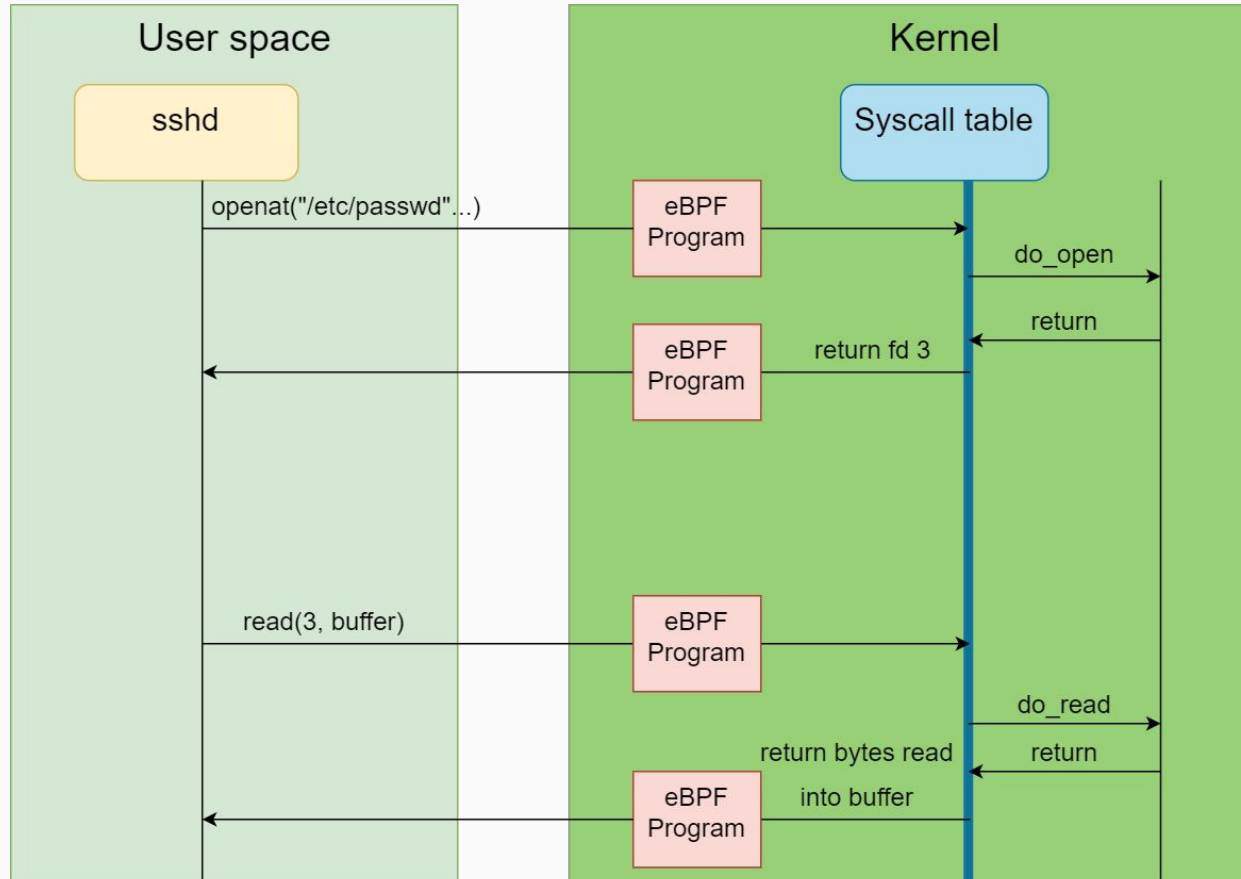 User space
Kernel
sshd
Syscall table
openat("/etc/passwd"...)
eBPF
Program
do_open
return
eBPF
Program
return fd 3
read(3, buffer)
eBPF
Program
do_read
return bytes read
return
eBPF
Program
into buffer